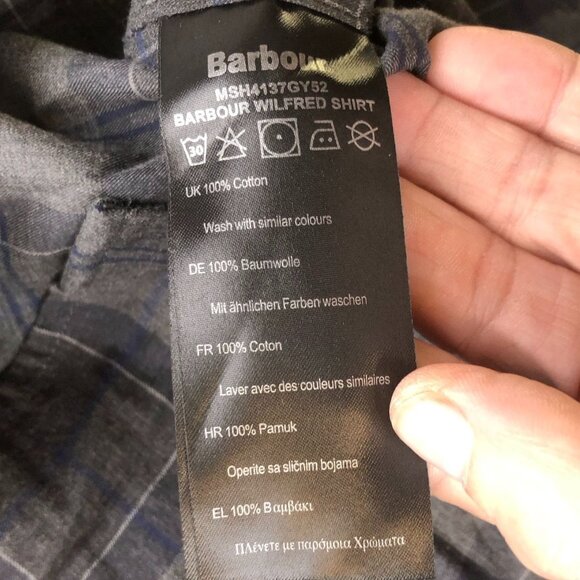 Barbour
MSH4137GY52
BARBOUR WILFRED SHIRT
30
UK 100% Cotton
Wash with similar colours
DE 100% Baumwolle
Mit ähnlichen Farben waschen
FR 100% Coton
Laver avec des couleurs similaires
HR 100% Pamuk
Operite sa sličnim bojama
EL 100% Βαμβάκι
Πλένετε με παρόμοια Χρώματα